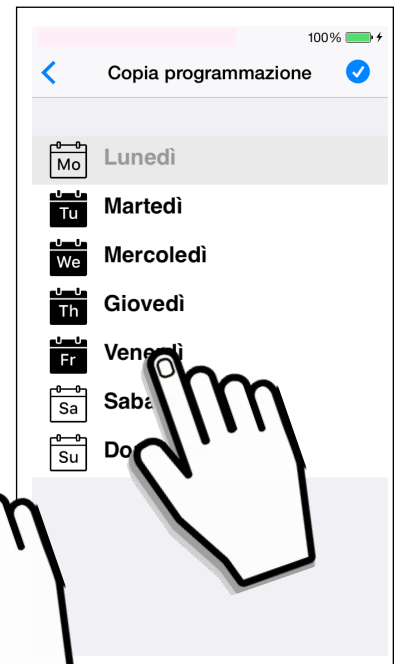 100%
Copia programmazione
Mo Lunedì
Tu Martedì
We Mercoledì
Th Giovedì
Fr
Sa
Su